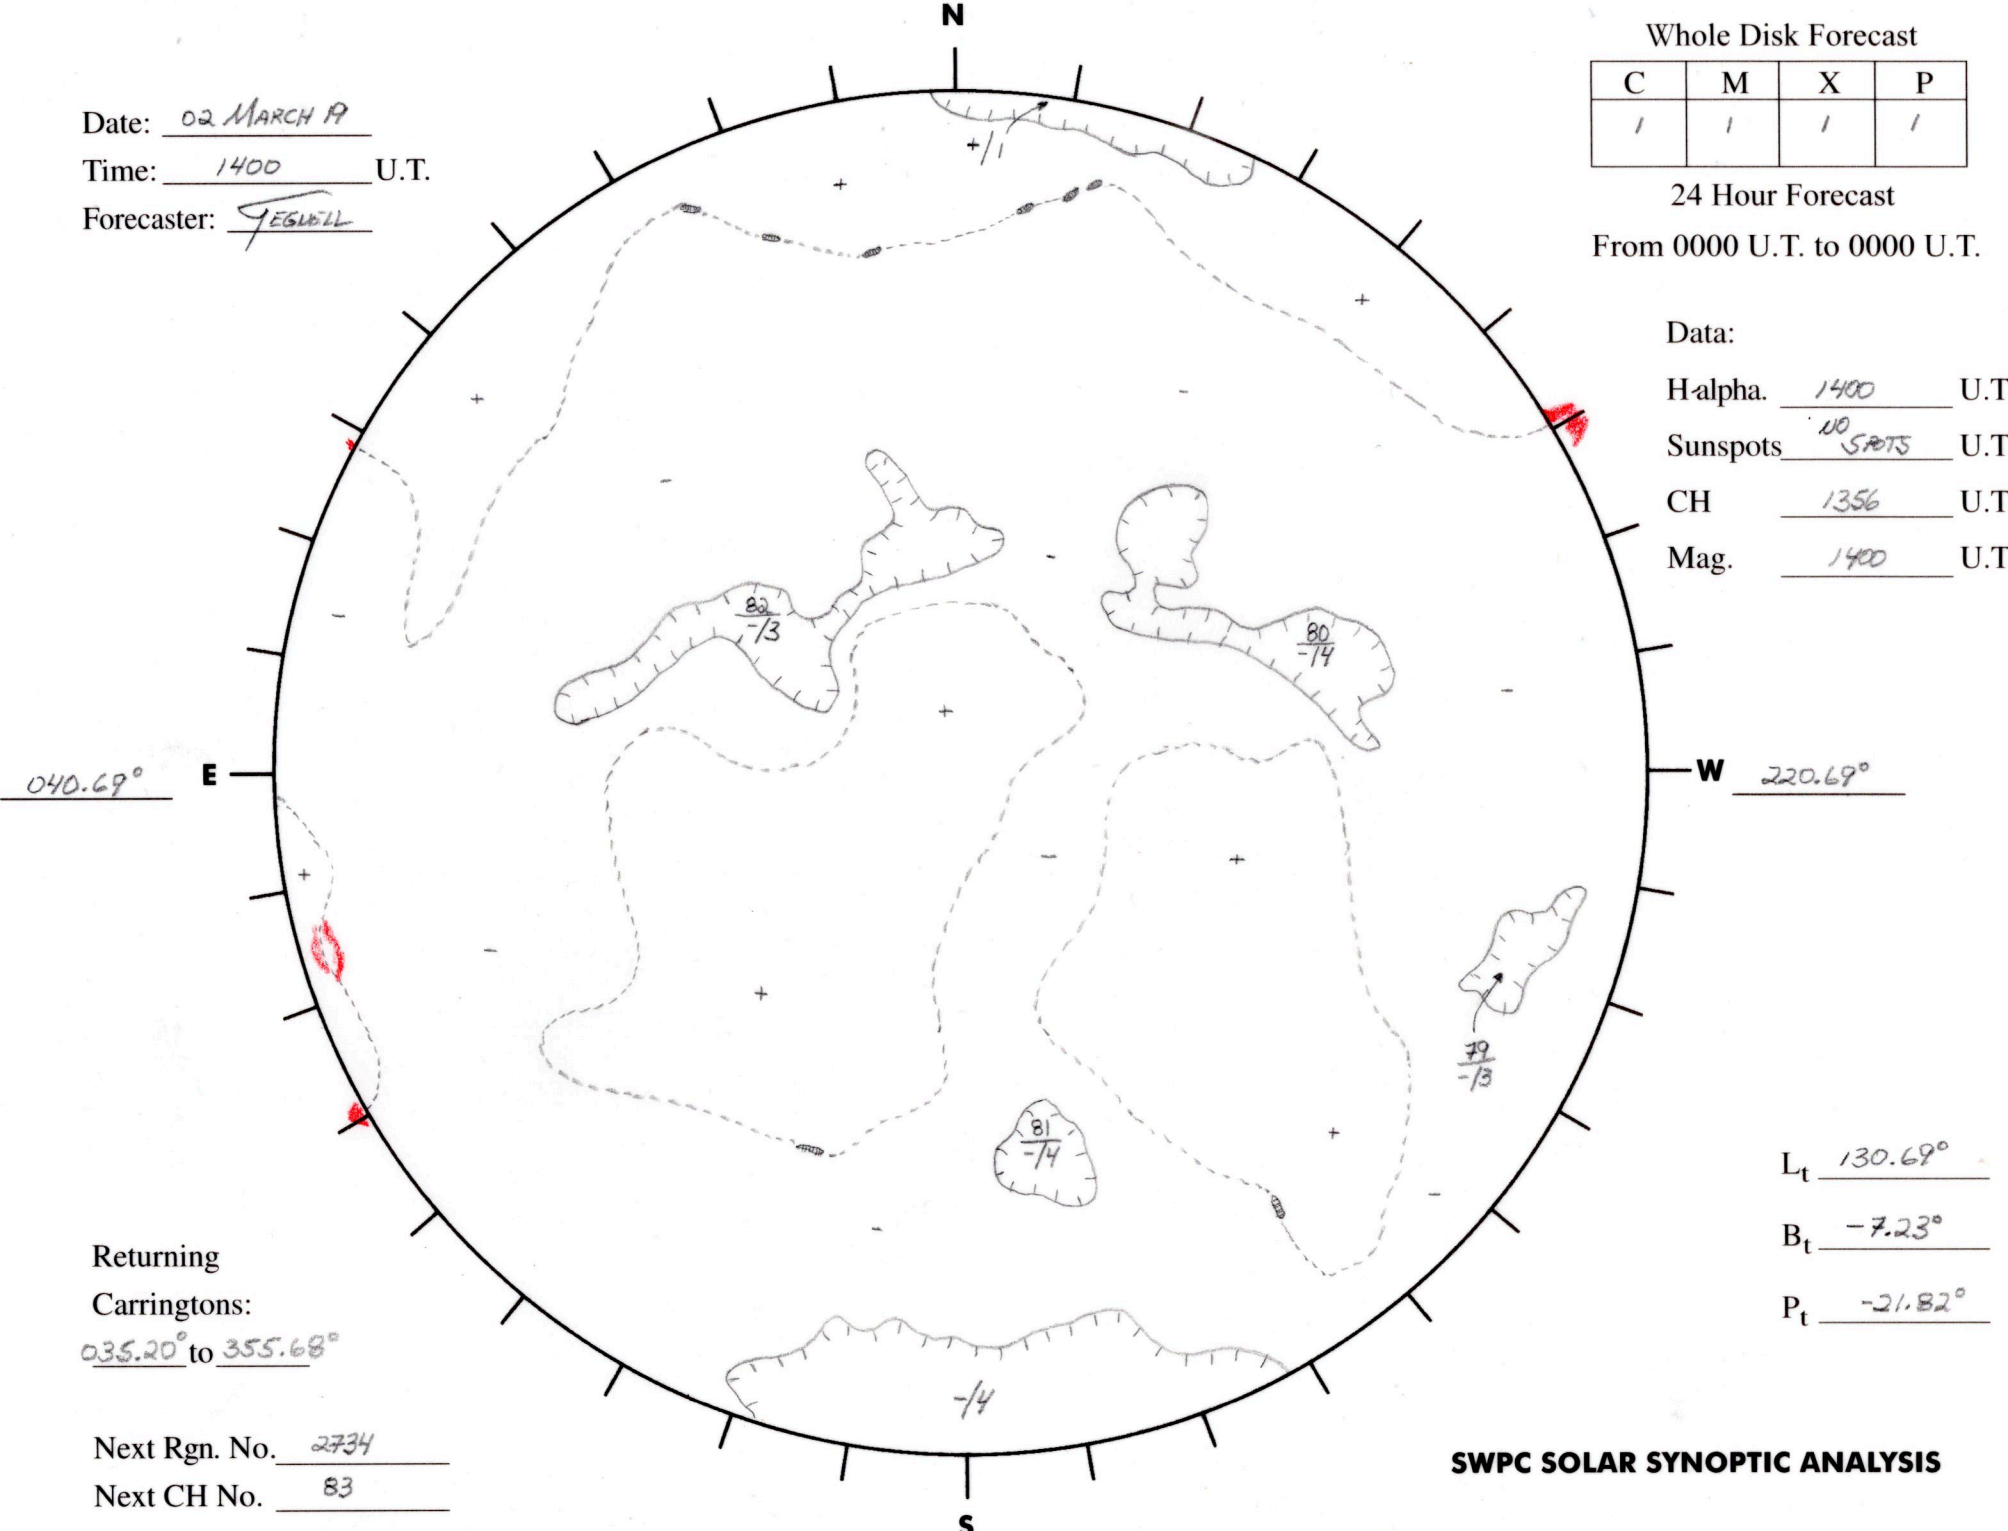 N
Whole Disk Forecast
C M X P
1 1 1 1
24 Hour Forecast
From 0000 U.T. to 0000 U.T.
Date: 02 MARCH 19
Time: 1400 U.T.
Forecaster:
+/1
+
+
+
Data:
H-alpha. 1400 U.T
Sunspots NO SPOTS U.T
CH 1356 U.T
Mag. 1400 U.T
-
-
-
-
82
-/3
80
-/4
-
+
040.69° E
W 220.69°
+
-
+
-
+
79
-/3
81
-/4
+
-
-
Lt 130.69°
Bt -7.23°
Pt -21.82°
Returning
Carringtons:
035.20° to 355.68°
-/4
Next Rgn. No. 2734
Next CH No. 83
SWPC SOLAR SYNOPTIC ANALYSIS
S